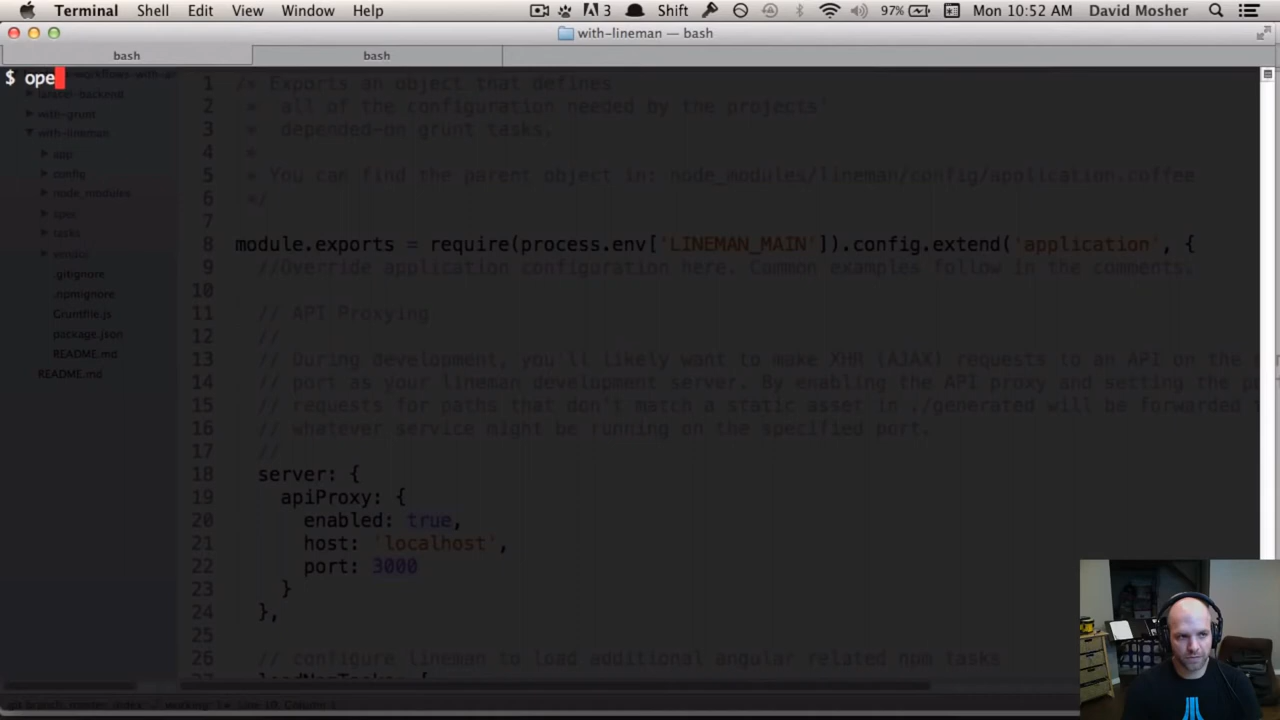 Terminal Shell Edit View Window Help 3 Shift 97% Mon 10:52 AM David Mosher
with-lineman — bash
bash bash
$ ope
with-grunt
with-lineman
app
config
node_modules
spec
tasks
vendor
.gitignore
.npmignore
Gruntfile.js
package.json
README.md
README.md
1 /* Exports an object that defines
2 * all of the configuration needed by the projects'
3 * depended-on grunt tasks.
4 *
5 * You can find the parent object in: node_modules/lineman/config/application.coffee
6 */
7
8 module.exports = require(process.env['LINEMAN_MAIN']).config.extend('application', {
9 //Override application configuration here. Common examples follow in the comments.
10
11 // API Proxying
12 //
13 // During development, you'll likely want to make XHR (AJAX) requests to an API on the
14 // port as your lineman development server. By enabling the API proxy and setting the
15 // requests for paths that don't match a static asset in ./generated will be forwarded
16 // whatever service might be running on the specified port.
17 //
18 server: {
19 apiProxy: {
20 enabled: true,
21 host: 'localhost',
22 port: 3000
23 }
24 },
25
26 // configure lineman to load additional angular related npm tasks